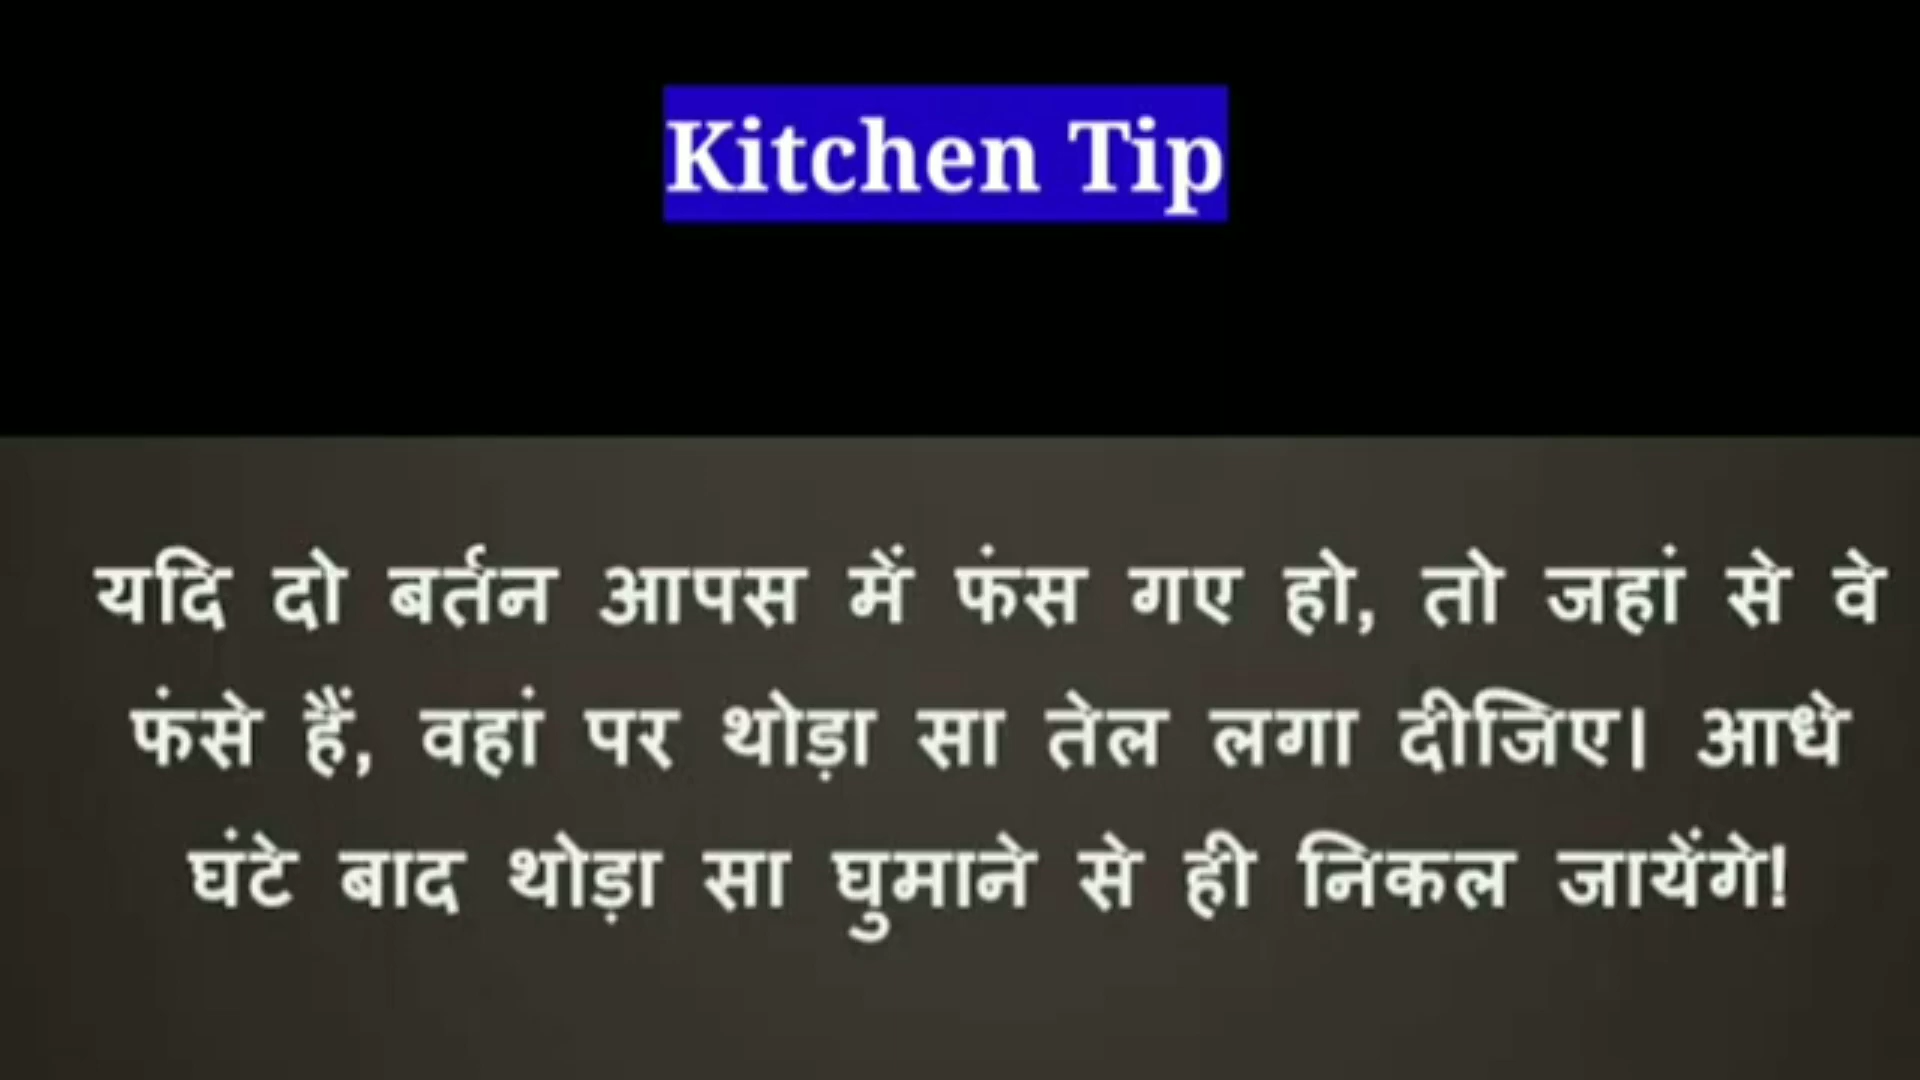 Kitchen Tip
यदि दो बर्तन आपस में फंस गए हो, तो जहां से वे
फंसे हैं, वहां पर थोड़ा सा तेल लगा दीजिए। आधे
घंटे बाद थोड़ा सा घुमाने से ही निकल जायेंगे!